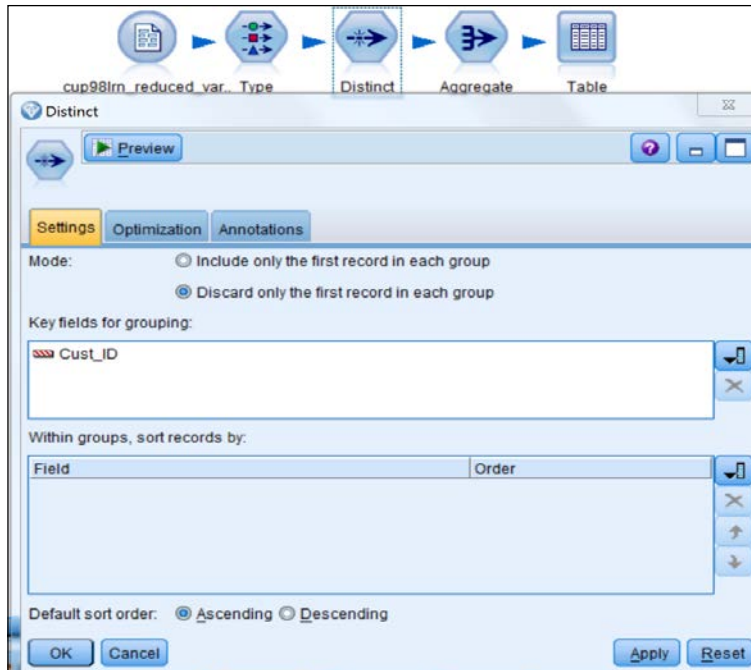 cup98lrn_reduced_var.. Type Distinct Aggregate Table
Distinct
Preview
Settings Optimization Annotations
Mode: Include only the first record in each group
Discard only the first record in each group
Key fields for grouping:
Cust_ID
Within groups, sort records by:
Field Order
Default sort order: Ascending Descending
OK Cancel Apply Reset